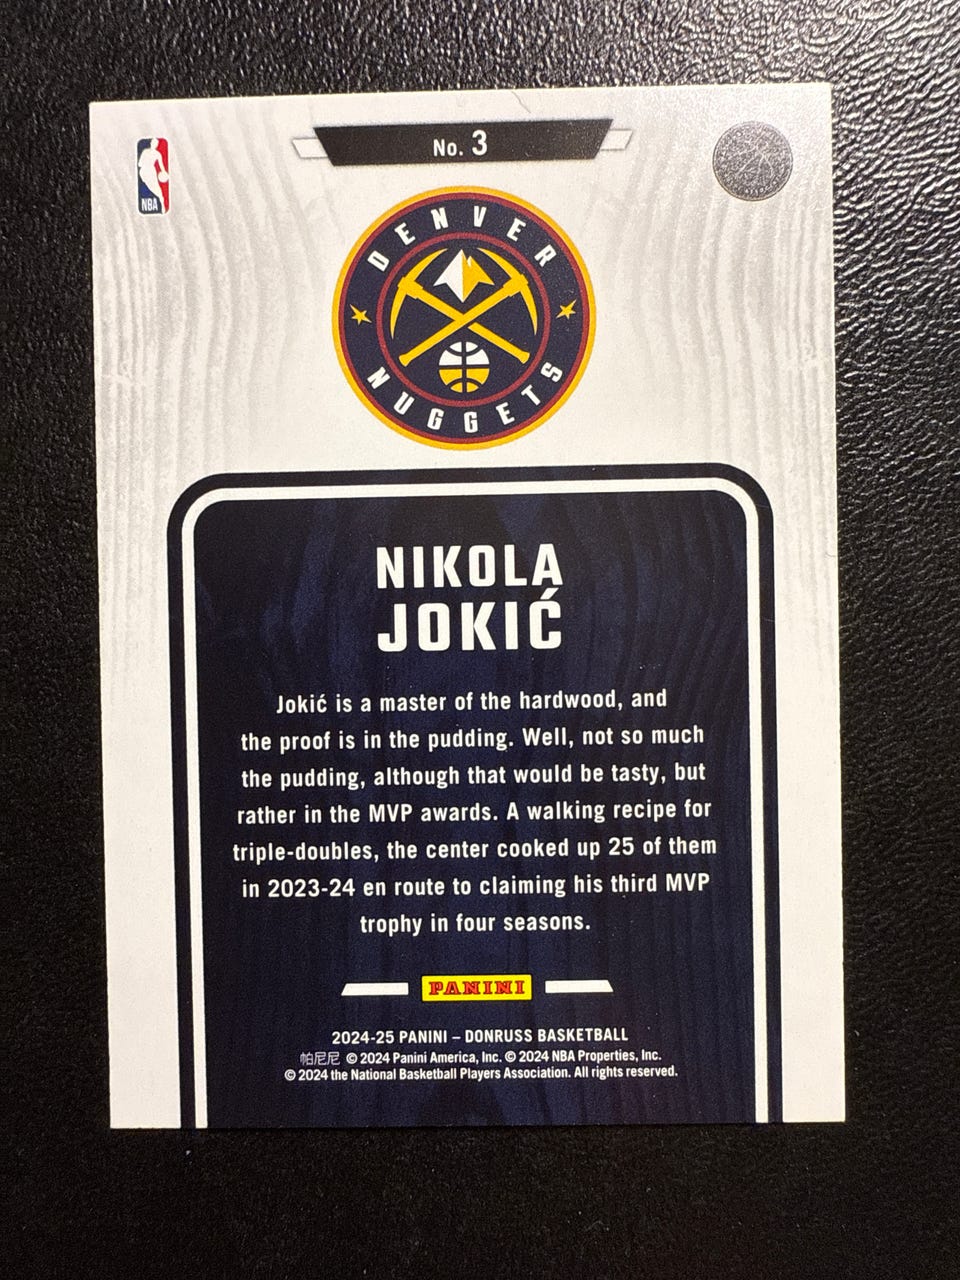 No. 3
NBA
DENVER
NUGGETS
NIKOLA
JOKIĆ
Jokić is a master of the hardwood, and
the proof is in the pudding. Well, not so much
the pudding, although that would be tasty, but
rather in the MVP awards. A walking recipe for
triple-doubles, the center cooked up 25 of them
in 2023-24 en route to claiming his third MVP
trophy in four seasons.
PANINI
2024-25 PANINI – DONRUSS BASKETBALL
帕尼尼 © 2024 Panini America, Inc. © 2024 NBA Properties, Inc.
© 2024 the National Basketball Players Association. All rights reserved.